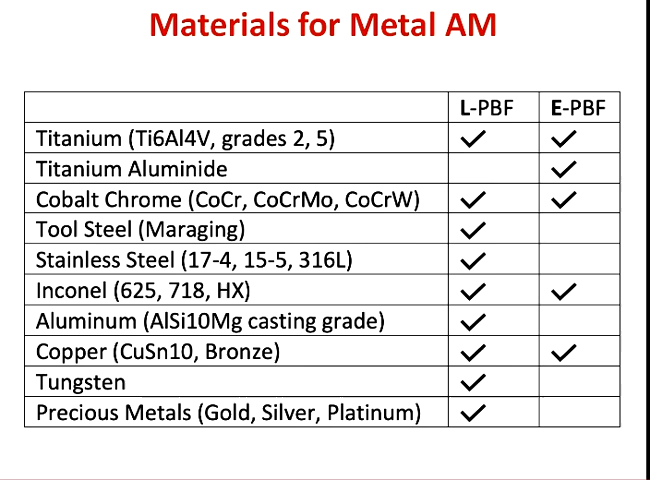 Materials for Metal AM
L-PBF E-PBF
Titanium (Ti6Al4V, grades 2, 5) ✓ ✓
Titanium Aluminide ✓
Cobalt Chrome (CoCr, CoCrMo, CoCrW) ✓ ✓
Tool Steel (Maraging) ✓
Stainless Steel (17-4, 15-5, 316L) ✓
Inconel (625, 718, HX) ✓ ✓
Aluminum (AlSi10Mg casting grade) ✓
Copper (CuSn10, Bronze) ✓ ✓
Tungsten ✓
Precious Metals (Gold, Silver, Platinum) ✓